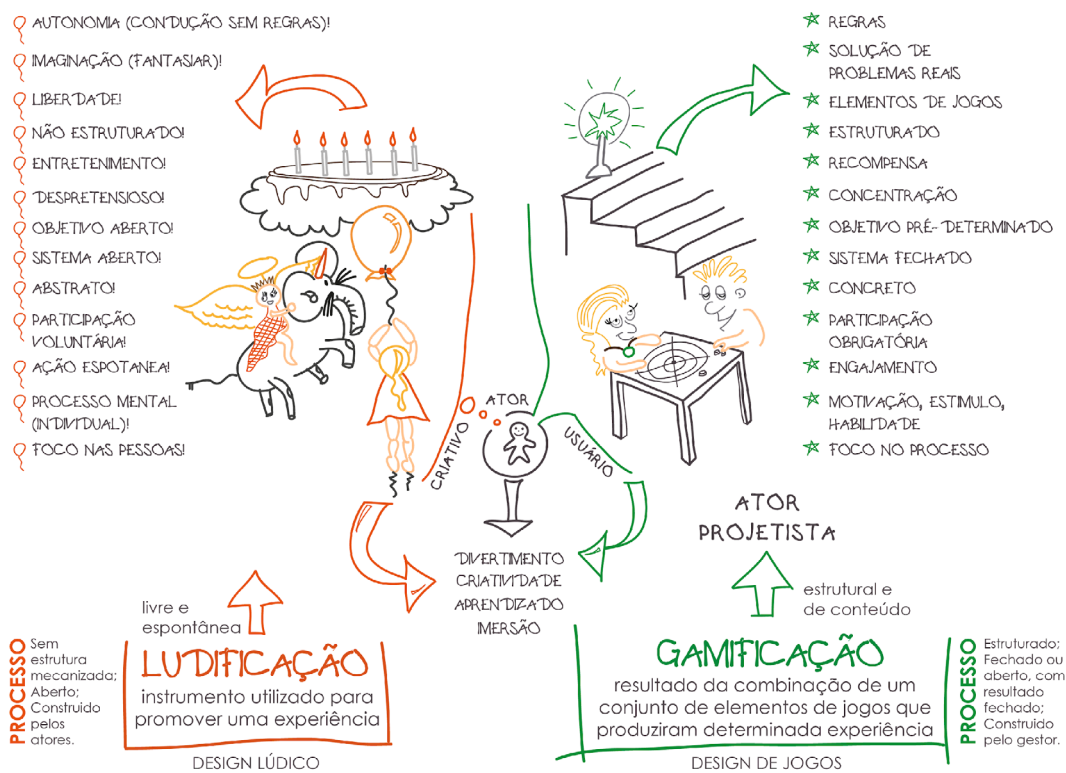 AUTONOMIA (CONDUÇÃO SEM REGRAS)!
IMAGINAÇÃO (FANTASIAR)!
LIBERDADE!
NÃO ESTRUTURADO!
ENTRETENIMENTO!
DESPRETENSIOSO!
OBJETIVO ABERTO!
SISTEMA ABERTO!
ABSTRATO!
PARTICIPAÇÃO
VOLUNTÁRIA!
AÇÃO ESPOTANEA!
PROCESSO MENTAL
(INDIVIDUAL)!
FOCO NAS PESSOAS!
REGRAS
SOLUÇÃO DE
PROBLEMAS REAIS
ELEMENTOS DE JOGOS
ESTRUTURADO
RECOMPENSA
CONCENTRAÇÃO
OBJETIVO PRÉ-DETERMINADO
SISTEMA FECHADO
CONCRETO
PARTICIPAÇÃO
OBRIGATÓRIA
ENGAJAMENTO
MOTIVAÇÃO, ESTIMULO,
HABILIDADE
FOCO NO PROCESSO
ATOR
CRIATIVO
USUÁRIO
DIVERTIMENTO
CRIATIVIDADE
APRENDIZADO
IMERSÃO
ATOR
PROJETISTA
livre e
espontânea
estrutural e
de conteúdo
PROCESSO
Sem
estrutura
mecanizada;
Aberto;
Construido
pelos
atores.
LUDIFICAÇÃO
instrumento utilizado para
promover uma experiência
DESIGN LÚDICO
GAMIFICAÇÃO
resultado da combinação de um
conjunto de elementos de jogos que
produziram determinada experiência
DESIGN DE JOGOS
PROCESSO
Estruturado;
Fechado ou
aberto, com
resultado
fechado;
Construido
pelo gestor.